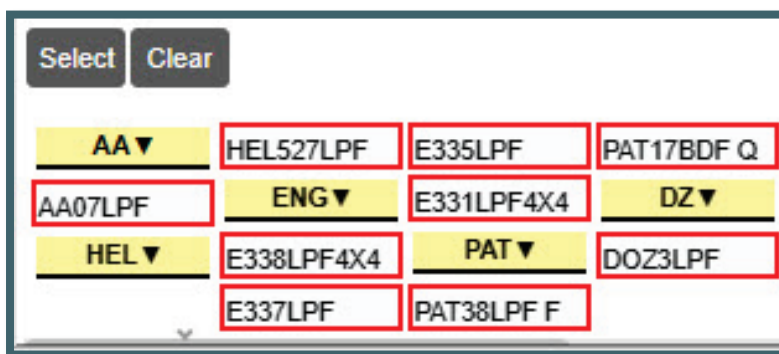 Select Clear
AA▼ HEL527LPF E335LPF PAT17BDF Q
AA07LPF ENG▼ E331LPF4X4 DZ▼
HEL▼ E338LPF4X4 PAT▼ DOZ3LPF
E337LPF PAT38LPF F